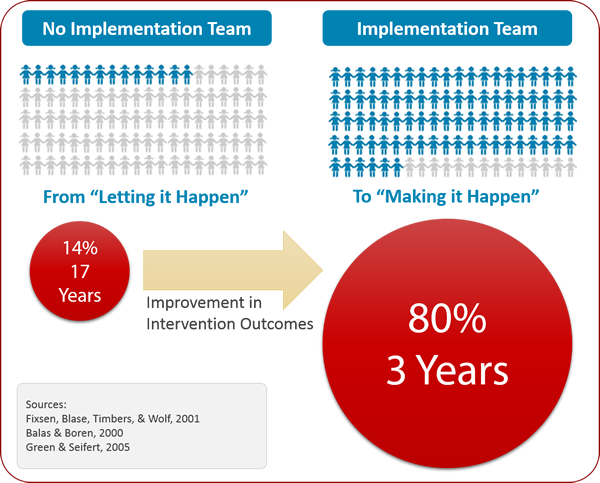 No Implementation Team
Implementation Team
From “Letting it Happen”
To “Making it Happen”
14%
17
Years
Improvement in
Intervention Outcomes
80%
3 Years
Sources:
Fixsen, Blase, Timbers, & Wolf, 2001
Balas & Boren, 2000
Green & Seifert, 2005